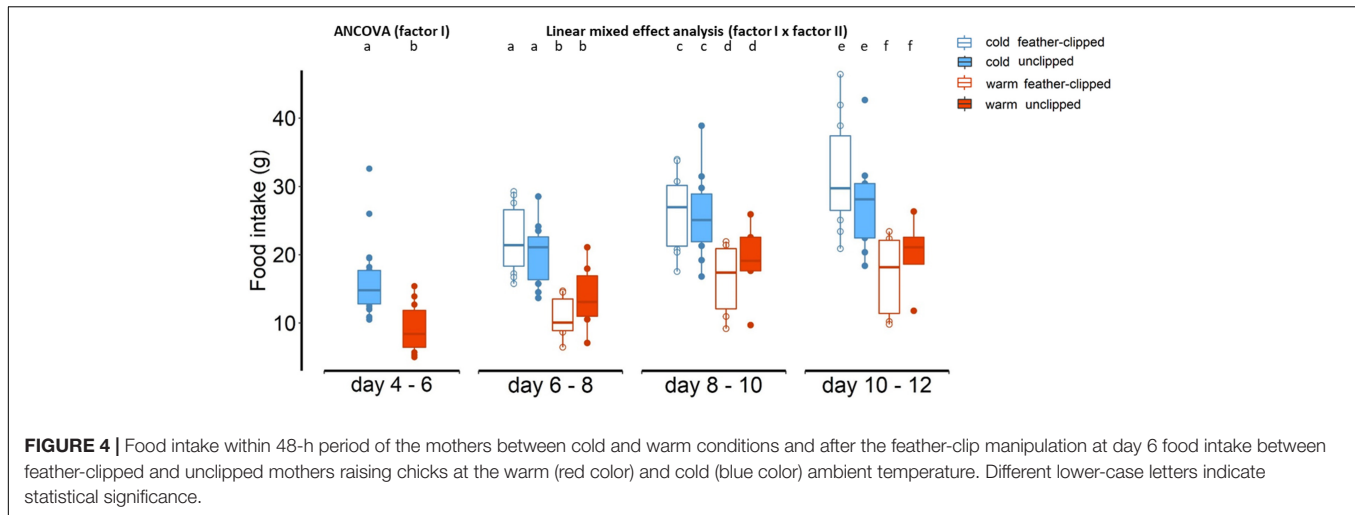 ANCOVA (factor I) Linear mixed effect analysis (factor I x factor II)
a b a a b b c c d d e e f f
cold feather-clipped
cold unclipped
warm feather-clipped
warm unclipped
Food intake (g)
40
30
20
10
day 4 - 6 day 6 - 8 day 8 - 10 day 10 - 12
FIGURE 4 | Food intake within 48-h period of the mothers between cold and warm conditions and after the feather-clip manipulation at day 6 food intake between
feather-clipped and unclipped mothers raising chicks at the warm (red color) and cold (blue color) ambient temperature. Different lower-case letters indicate
statistical significance.